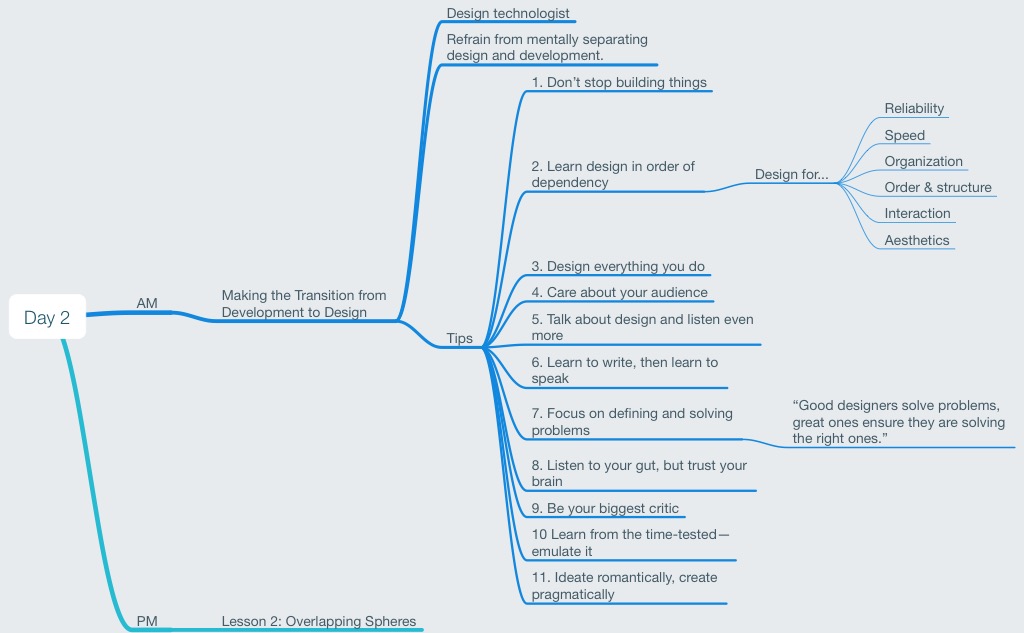 Day 2
AM
Making the Transition from
Development to Design
Design technologist
Refrain from mentally separating
design and development.
Tips
1. Don’t stop building things
2. Learn design in order of
dependency
Design for...
Reliability
Speed
Organization
Order & structure
Interaction
Aesthetics
3. Design everything you do
4. Care about your audience
5. Talk about design and listen even
more
6. Learn to write, then learn to
speak
7. Focus on defining and solving
problems
“Good designers solve problems,
great ones ensure they are solving
the right ones.”
8. Listen to your gut, but trust your
brain
9. Be your biggest critic
10 Learn from the time-tested—
emulate it
11. Ideate romantically, create
pragmatically
PM
Lesson 2: Overlapping Spheres